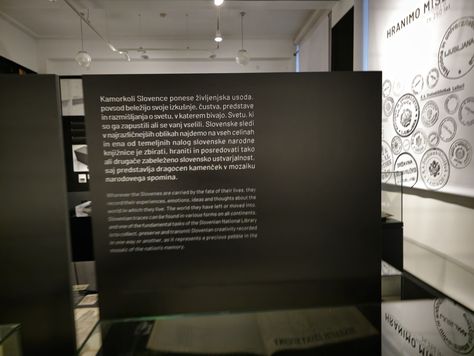 Kamorkoli Slovence ponese življenjska usoda,
povsod beležijo svoje izkušnje, čustva, predstave
in razmišljanja o svetu, v katerem bivajo. Svetu, ki
so ga zapustili ali se vanj vselili. Slovenske sledi
v najrazličnejših oblikah najdemo na vseh celinah
in ena od temeljnih nalog slovenske narodne
knjižnice je zbirati, hraniti in posredovati tako
ali drugače zabeleženo slovensko ustvarjalnost,
saj predstavlja dragocen kamenček v mozaiku
narodovega spomina.
Wherever the Slovenes are carried by the fate of their lives, they
record their experiences, emotions, ideas and thoughts about the
world in which they live. The world they have left or moved into.
Slovenian traces can be found in various forms on all continents,
and one of the fundamental tasks of the Slovenian National Library
is to collect, preserve and transmit Slovenian creativity recorded
in one way or another, as it represents a precious pebble in the
mosaic of the nation's memory.
HRANIMO
LJUBLJANA
HRANIMO